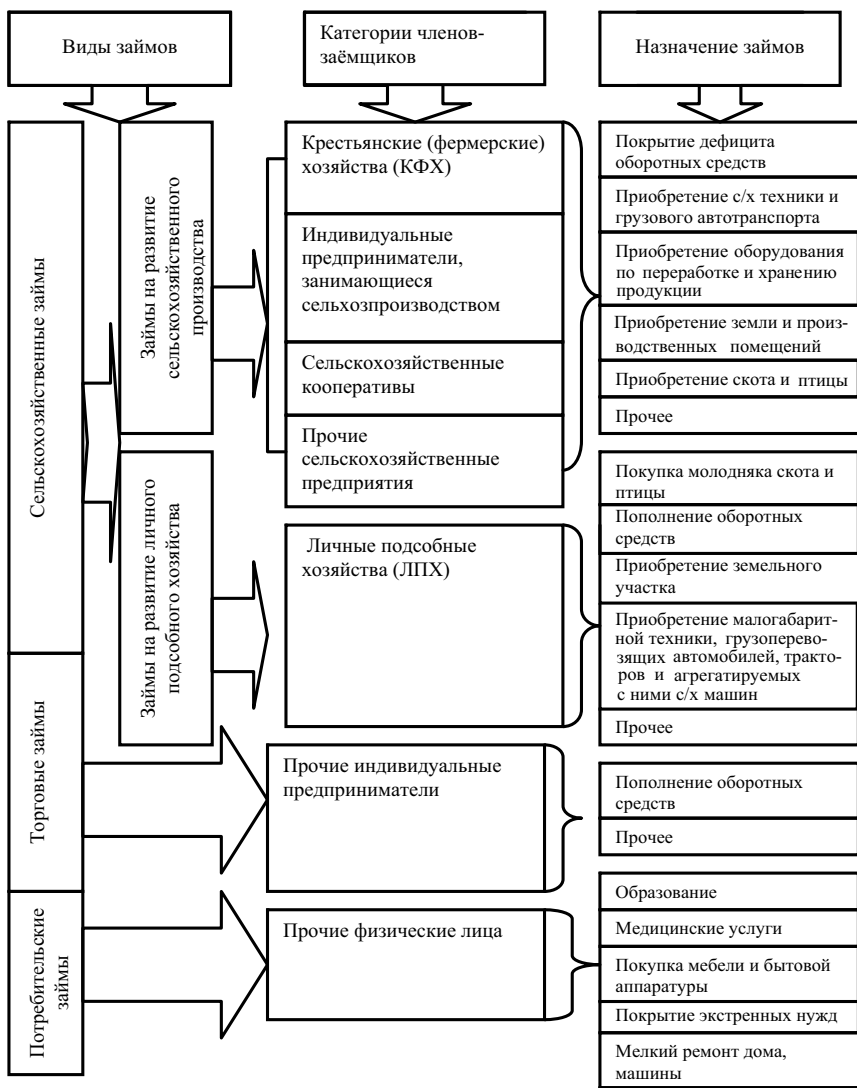 Виды займов
Категории членов-
заёмщиков
Назначение займов
Сельскохозяйственные займы
Займы на развитие
сельскохозяйственного
производства
Крестьянские (фермерские)
хозяйства (КФХ)
Индивидуальные
предприниматели,
занимающиеся
сельхозпроизводством
Сельскохозяйственные
кооперативы
Прочие
сельскохозяйственные
предприятия
Покрытие дефицита
оборотных средств
Приобретение с/х техники и
грузового автотранспорта
Приобретение оборудования
по переработке и хранению
продукции
Приобретение земли и произ-
водственных помещений
Приобретение скота и птицы
Прочее
Займы на развитие личного
подсобного хозяйства
Личные подсобные
хозяйства (ЛПХ)
Покупка молодняка скота и
птицы
Пополнение оборотных
средств
Приобретение земельного
участка
Приобретение малогабарит-
ной техники, грузоперево-
зящих автомобилей, тракто-
ров и агрегатируемых
с ними с/х машин
Прочее
Торговые займы
Прочие индивидуальные
предприниматели
Пополнение оборотных
средств
Прочее
Потребительские
займы
Прочие физические лица
Образование
Медицинские услуги
Покупка мебели и бытовой
аппаратуры
Покрытие экстренных нужд
Мелкий ремонт дома,
машины